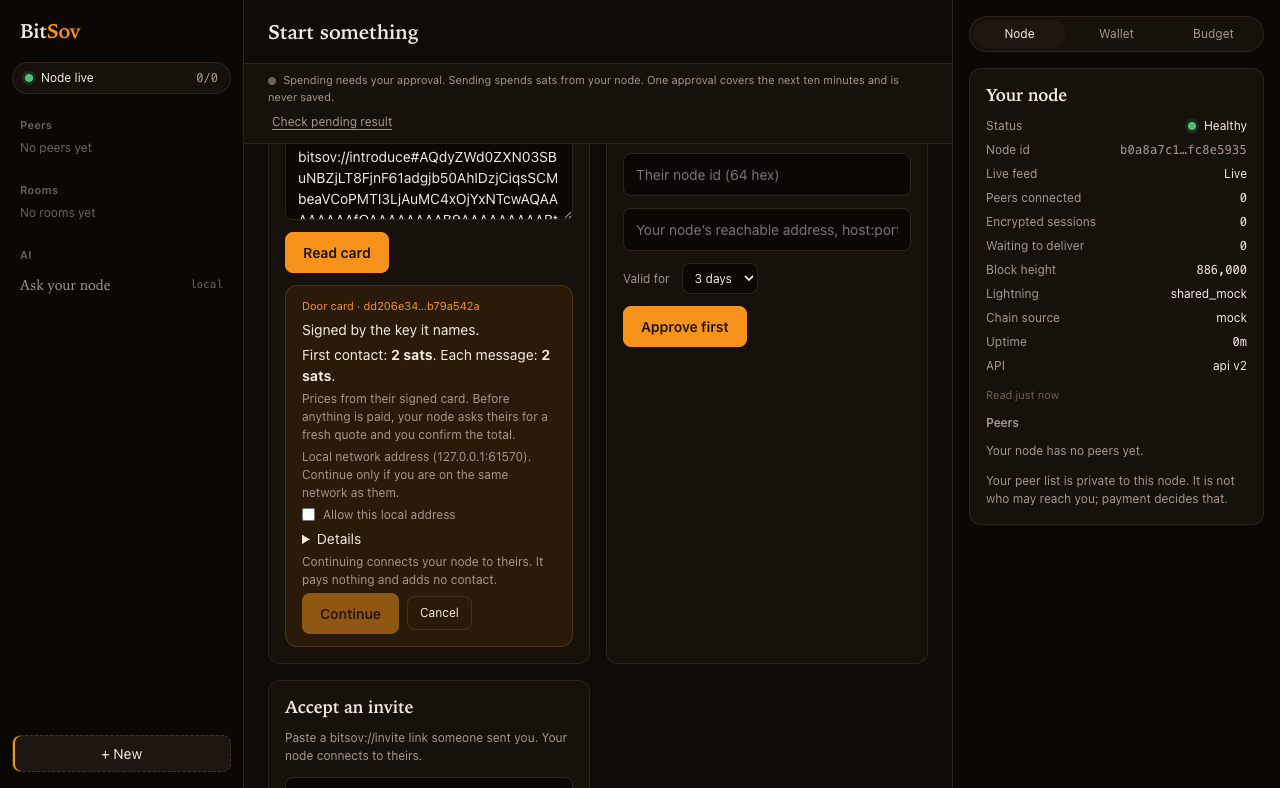 BitSov
Node live 0/0
Peers
No peers yet
Rooms
No rooms yet
AI
Ask your node local
+ New
Start something
Spending needs your approval. Sending spends sats from your node. One approval covers the next ten minutes and is
never saved.
Check pending result
bitsov://introduce#AQdyZWd0ZXN03SB
uNBZjLT8FjnF61adgjb50AhlDzjCiqsSCM
beaVCoPMTI3LjAuMC4xOjYxNTcwAQAA
Read card
Door card · dd206e34…b79a542a
Signed by the key it names.
First contact: 2 sats. Each message: 2
sats.
Prices from their signed card. Before
anything is paid, your node asks theirs for a
fresh quote and you confirm the total.
Local network address (127.0.0.1:61570).
Continue only if you are on the same
network as them.
Allow this local address
Details
Continuing connects your node to theirs. It
pays nothing and adds no contact.
Continue Cancel
Their node id (64 hex)
Your node's reachable address, host:port
Valid for 3 days
Approve first
Accept an invite
Paste a bitsov://invite link someone sent you. Your
node connects to theirs.
Node Wallet Budget
Your node
Status Healthy
Node id b0a8a7c1…fc8e5935
Live feed Live
Peers connected 0
Encrypted sessions 0
Waiting to deliver 0
Block height 886,000
Lightning shared_mock
Chain source mock
Uptime 0m
API api v2
Read just now
Peers
Your node has no peers yet.
Your peer list is private to this node. It is not
who may reach you; payment decides that.